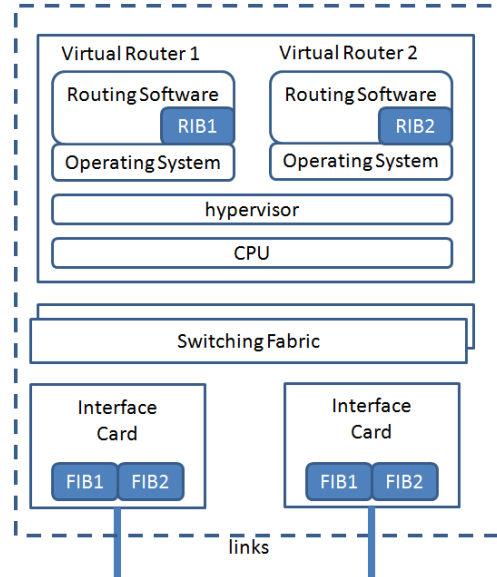 Virtual Router 1
Virtual Router 2
Routing Software
RIB1
Operating System
Routing Software
RIB2
Operating System
hypervisor
CPU
Switching Fabric
Interface
Card
FIB1 FIB2
Interface
Card
FIB1 FIB2
links